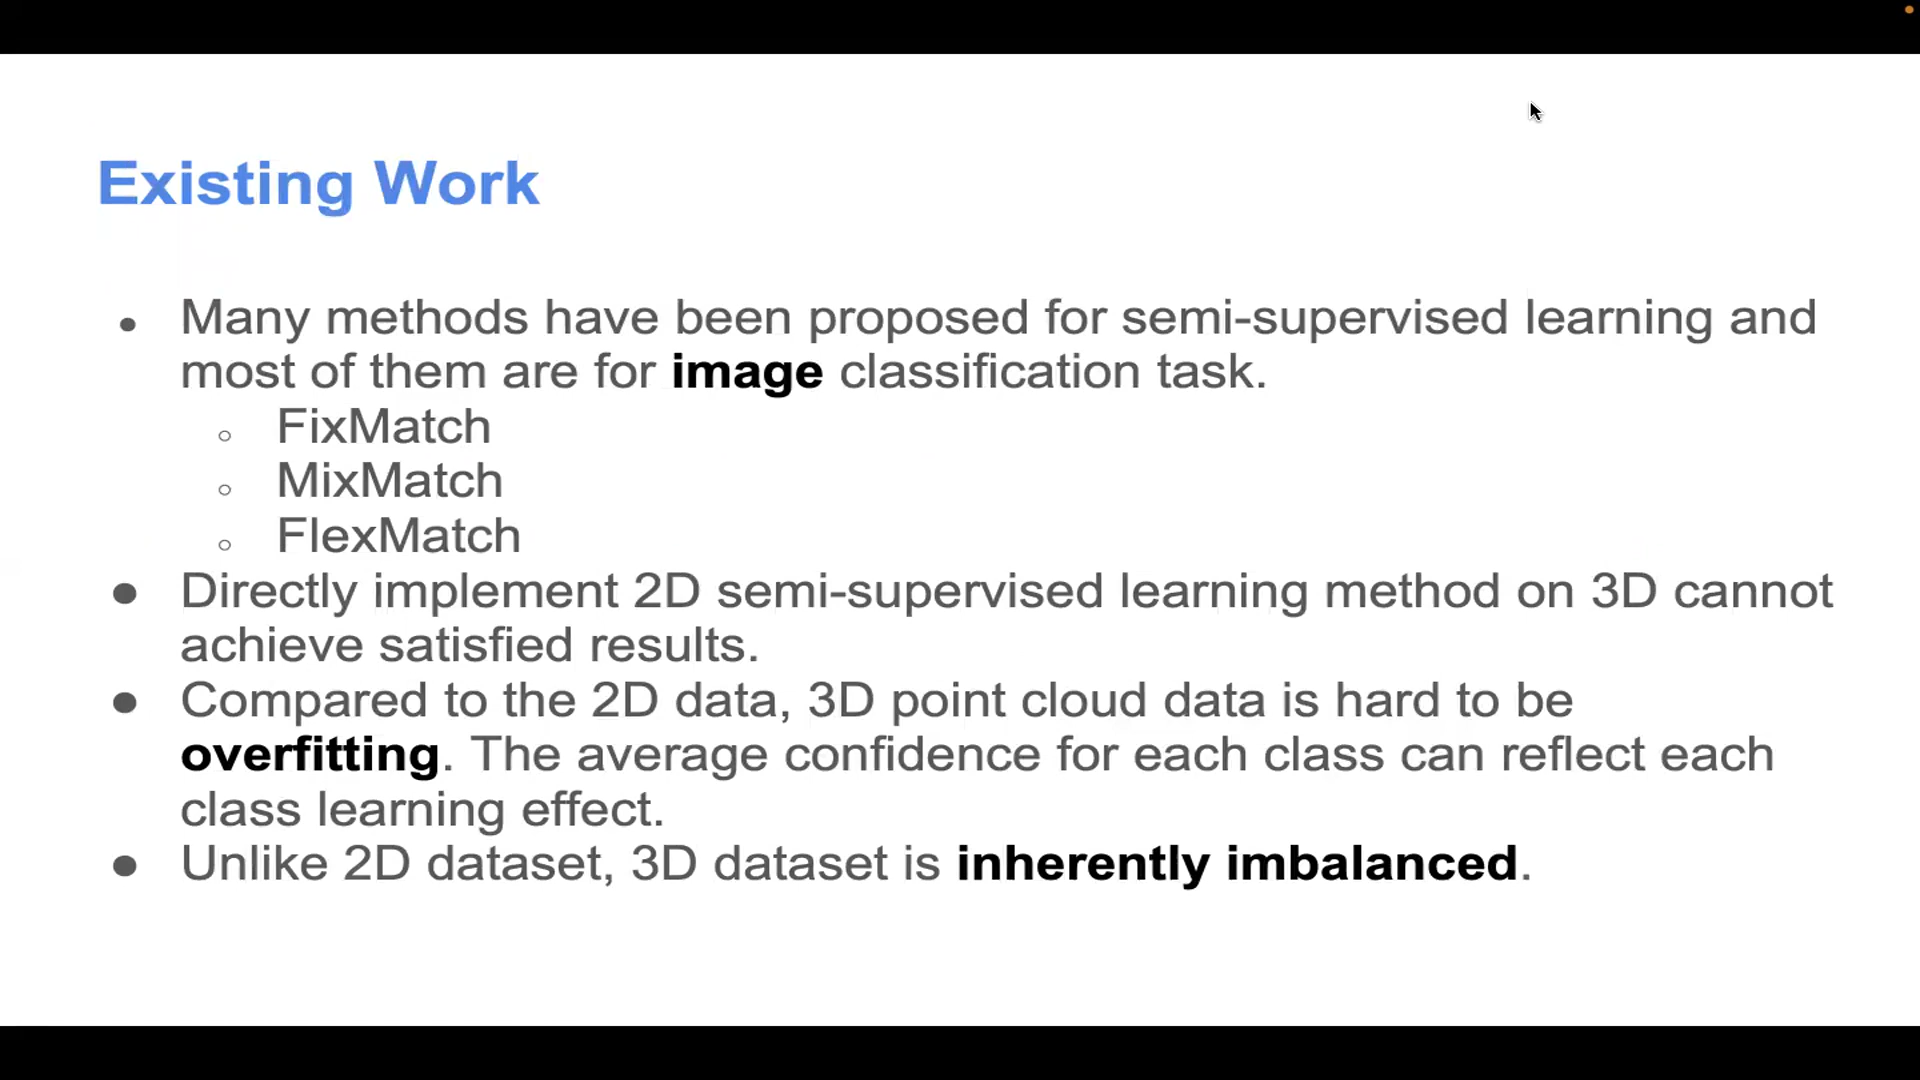 Existing Work
● Many methods have been proposed for semi-supervised learning and
most of them are for image classification task.
○ FixMatch
○ MixMatch
○ FlexMatch
● Directly implement 2D semi-supervised learning method on 3D cannot
achieve satisfied results.
● Compared to the 2D data, 3D point cloud data is hard to be
overfitting. The average confidence for each class can reflect each
class learning effect.
● Unlike 2D dataset, 3D dataset is inherently imbalanced.